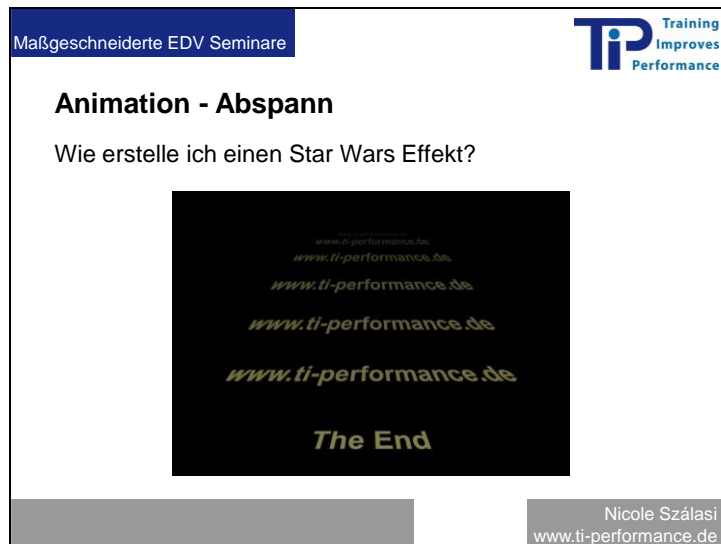 Maßgeschneiderte EDV Seminare
TiP
Training
Improves
Performance
Animation - Abspann
Wie erstelle ich einen Star Wars Effekt?
www.ti-performance.de
www.ti-performance.de
www.ti-performance.de
www.ti-performance.de
www.ti-performance.de
The End
Nicole Szálasi
www.ti-performance.de